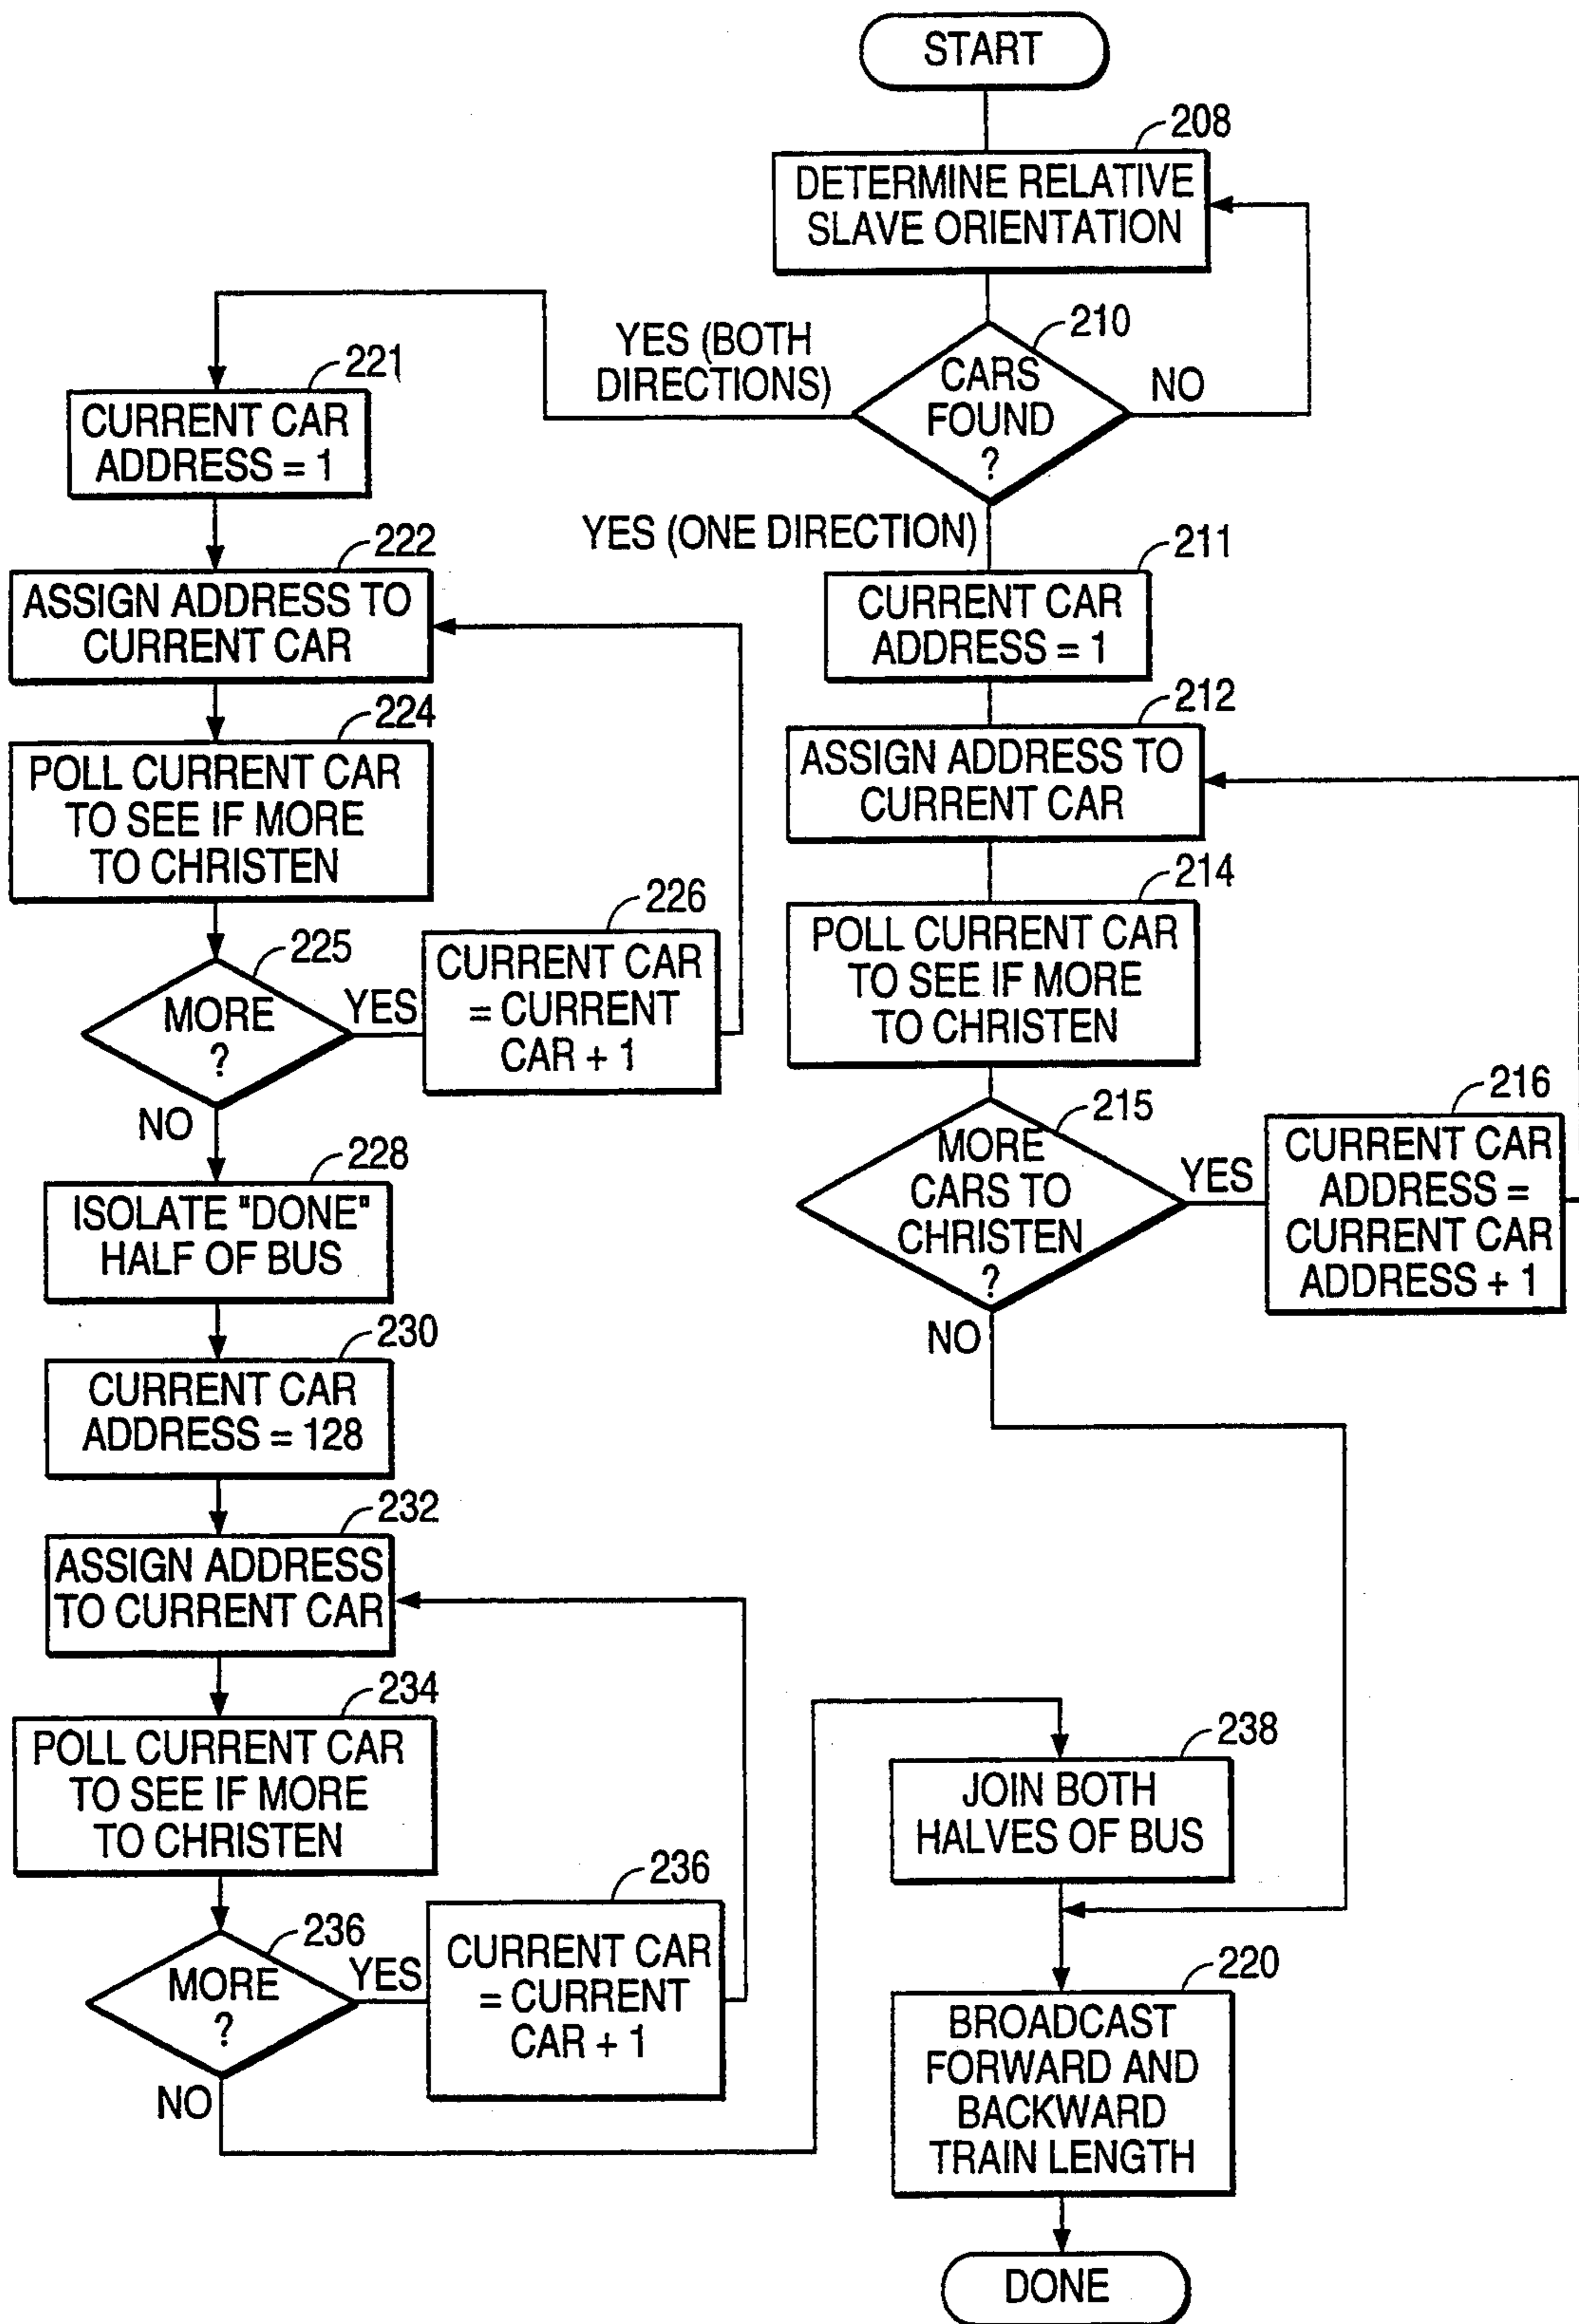 START
208
DETERMINE RELATIVE
SLAVE ORIENTATION
210
CARS
FOUND
?
NO
YES (BOTH
DIRECTIONS)
YES (ONE DIRECTION)
221
CURRENT CAR
ADDRESS = 1
222
ASSIGN ADDRESS TO
CURRENT CAR
224
POLL CURRENT CAR
TO SEE IF MORE
TO CHRISTEN
225
MORE
?
YES
226
CURRENT CAR
= CURRENT
CAR + 1
NO
228
ISOLATE "DONE"
HALF OF BUS
230
CURRENT CAR
ADDRESS = 128
232
ASSIGN ADDRESS
TO CURRENT CAR
234
POLL CURRENT CAR
TO SEE IF MORE
TO CHRISTEN
236
MORE
?
YES
236
CURRENT CAR
= CURRENT
CAR + 1
NO
211
CURRENT CAR
ADDRESS = 1
212
ASSIGN ADDRESS TO
CURRENT CAR
214
POLL CURRENT CAR
TO SEE IF MORE
TO CHRISTEN
215
MORE
CARS TO
CHRISTEN
?
YES
216
CURRENT CAR
ADDRESS =
CURRENT CAR
ADDRESS + 1
NO
238
JOIN BOTH
HALVES OF BUS
220
BROADCAST
FORWARD AND
BACKWARD
TRAIN LENGTH
DONE